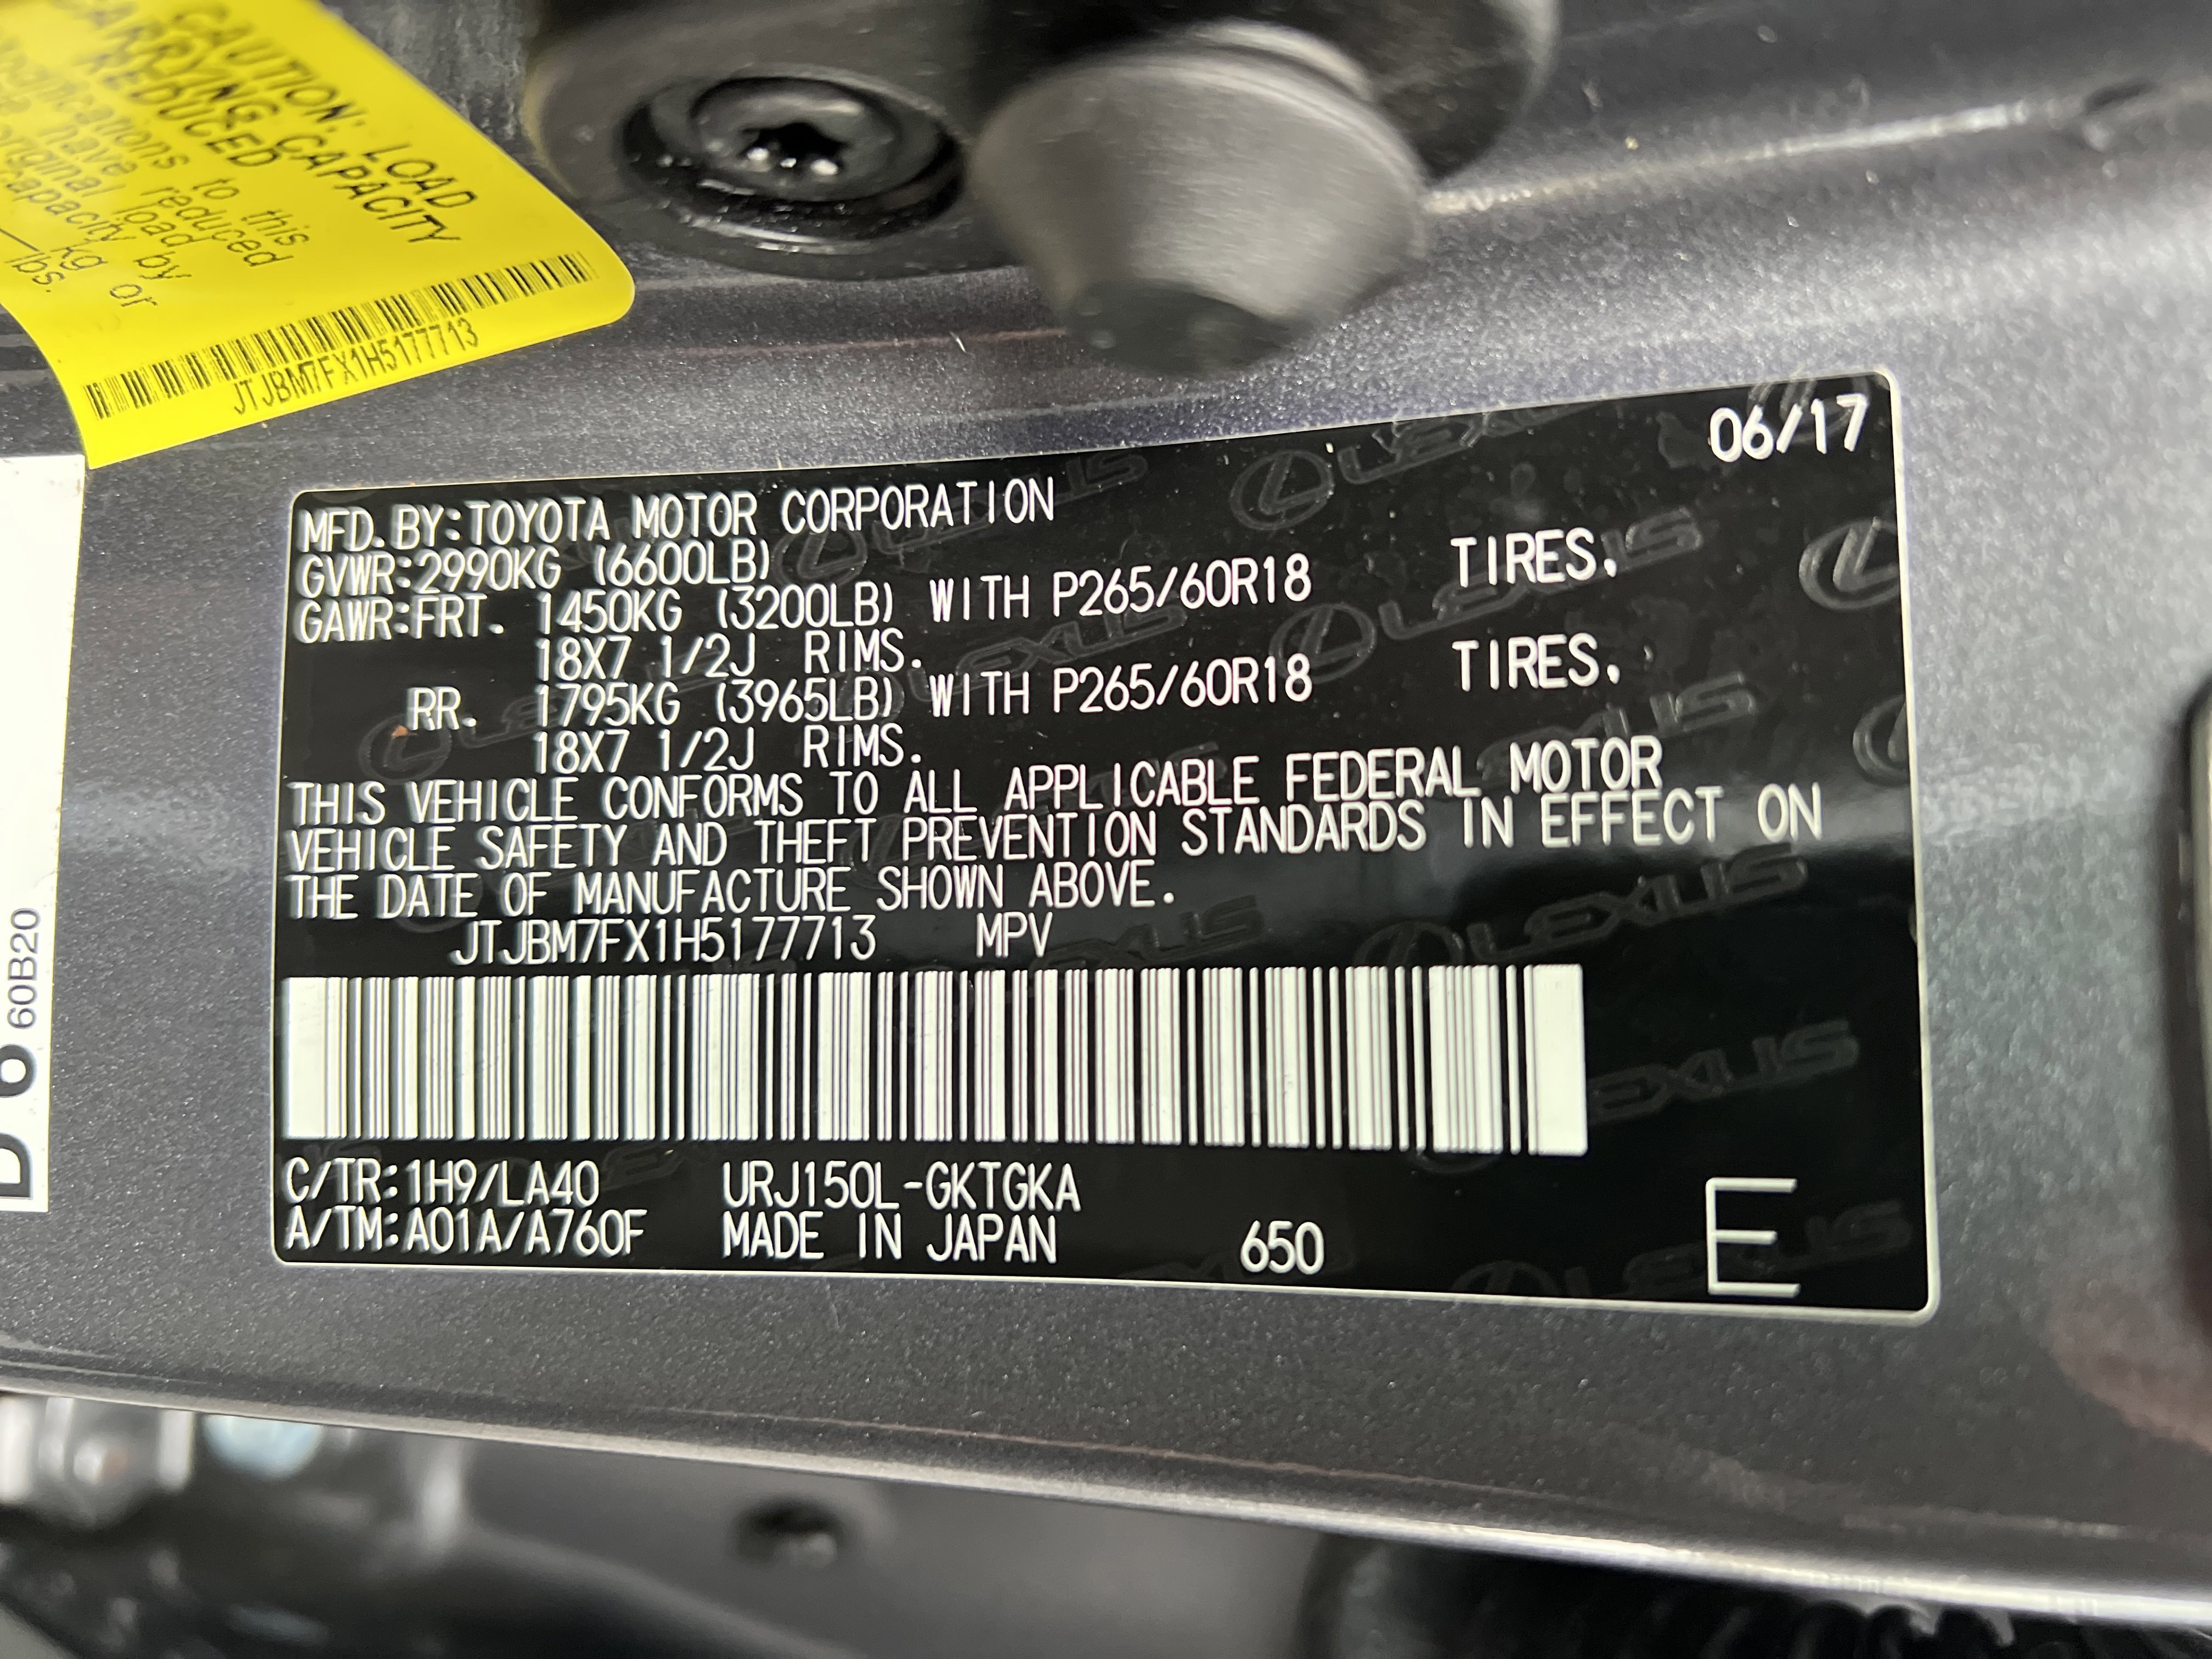 CAUTION: LOAD
CARRYING CAPACITY
REDUCED
to this
have reduced
original load by
capacity
kg or
lbs.
JTJBM7FX1H5177713
06/17
MFD.BY:TOYOTA MOTOR CORPORATION
GVWR:2990KG (6600LB)
GAWR:FRT. 1450KG (3200LB) WITH P265/60R18 TIRES.
18X7 1/2J RIMS.
RR. 1795KG (3965LB) WITH P265/60R18 TIRES.
18X7 1/2J RIMS.
THIS VEHICLE CONFORMS TO ALL APPLICABLE FEDERAL MOTOR
VEHICLE SAFETY AND THEFT PREVENTION STANDARDS IN EFFECT ON
THE DATE OF MANUFACTURE SHOWN ABOVE.
JTJBM7FX1H5177713 MPV
C/TR:1H9/LA40 URJ150L-GKTGKA
A/TM:A01A/A760F MADE IN JAPAN 650 E
60B20
LEXUS